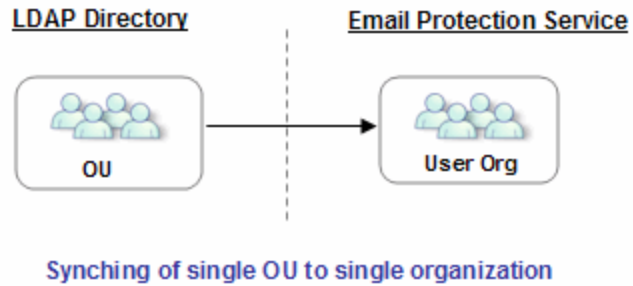 LDAP Directory
Email Protection Service
OU
User Org
Synching of single OU to single organization